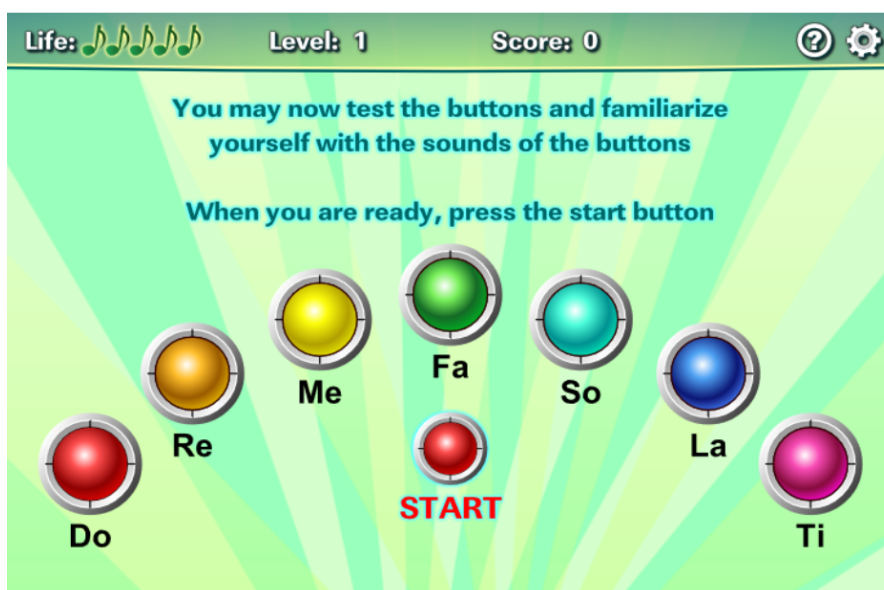 Life: Level: 1 Score: 0 ?
You may now test the buttons and familiarize
yourself with the sounds of the buttons
When you are ready, press the start button
Fa
Me
So
Re
La
START
Do
Ti